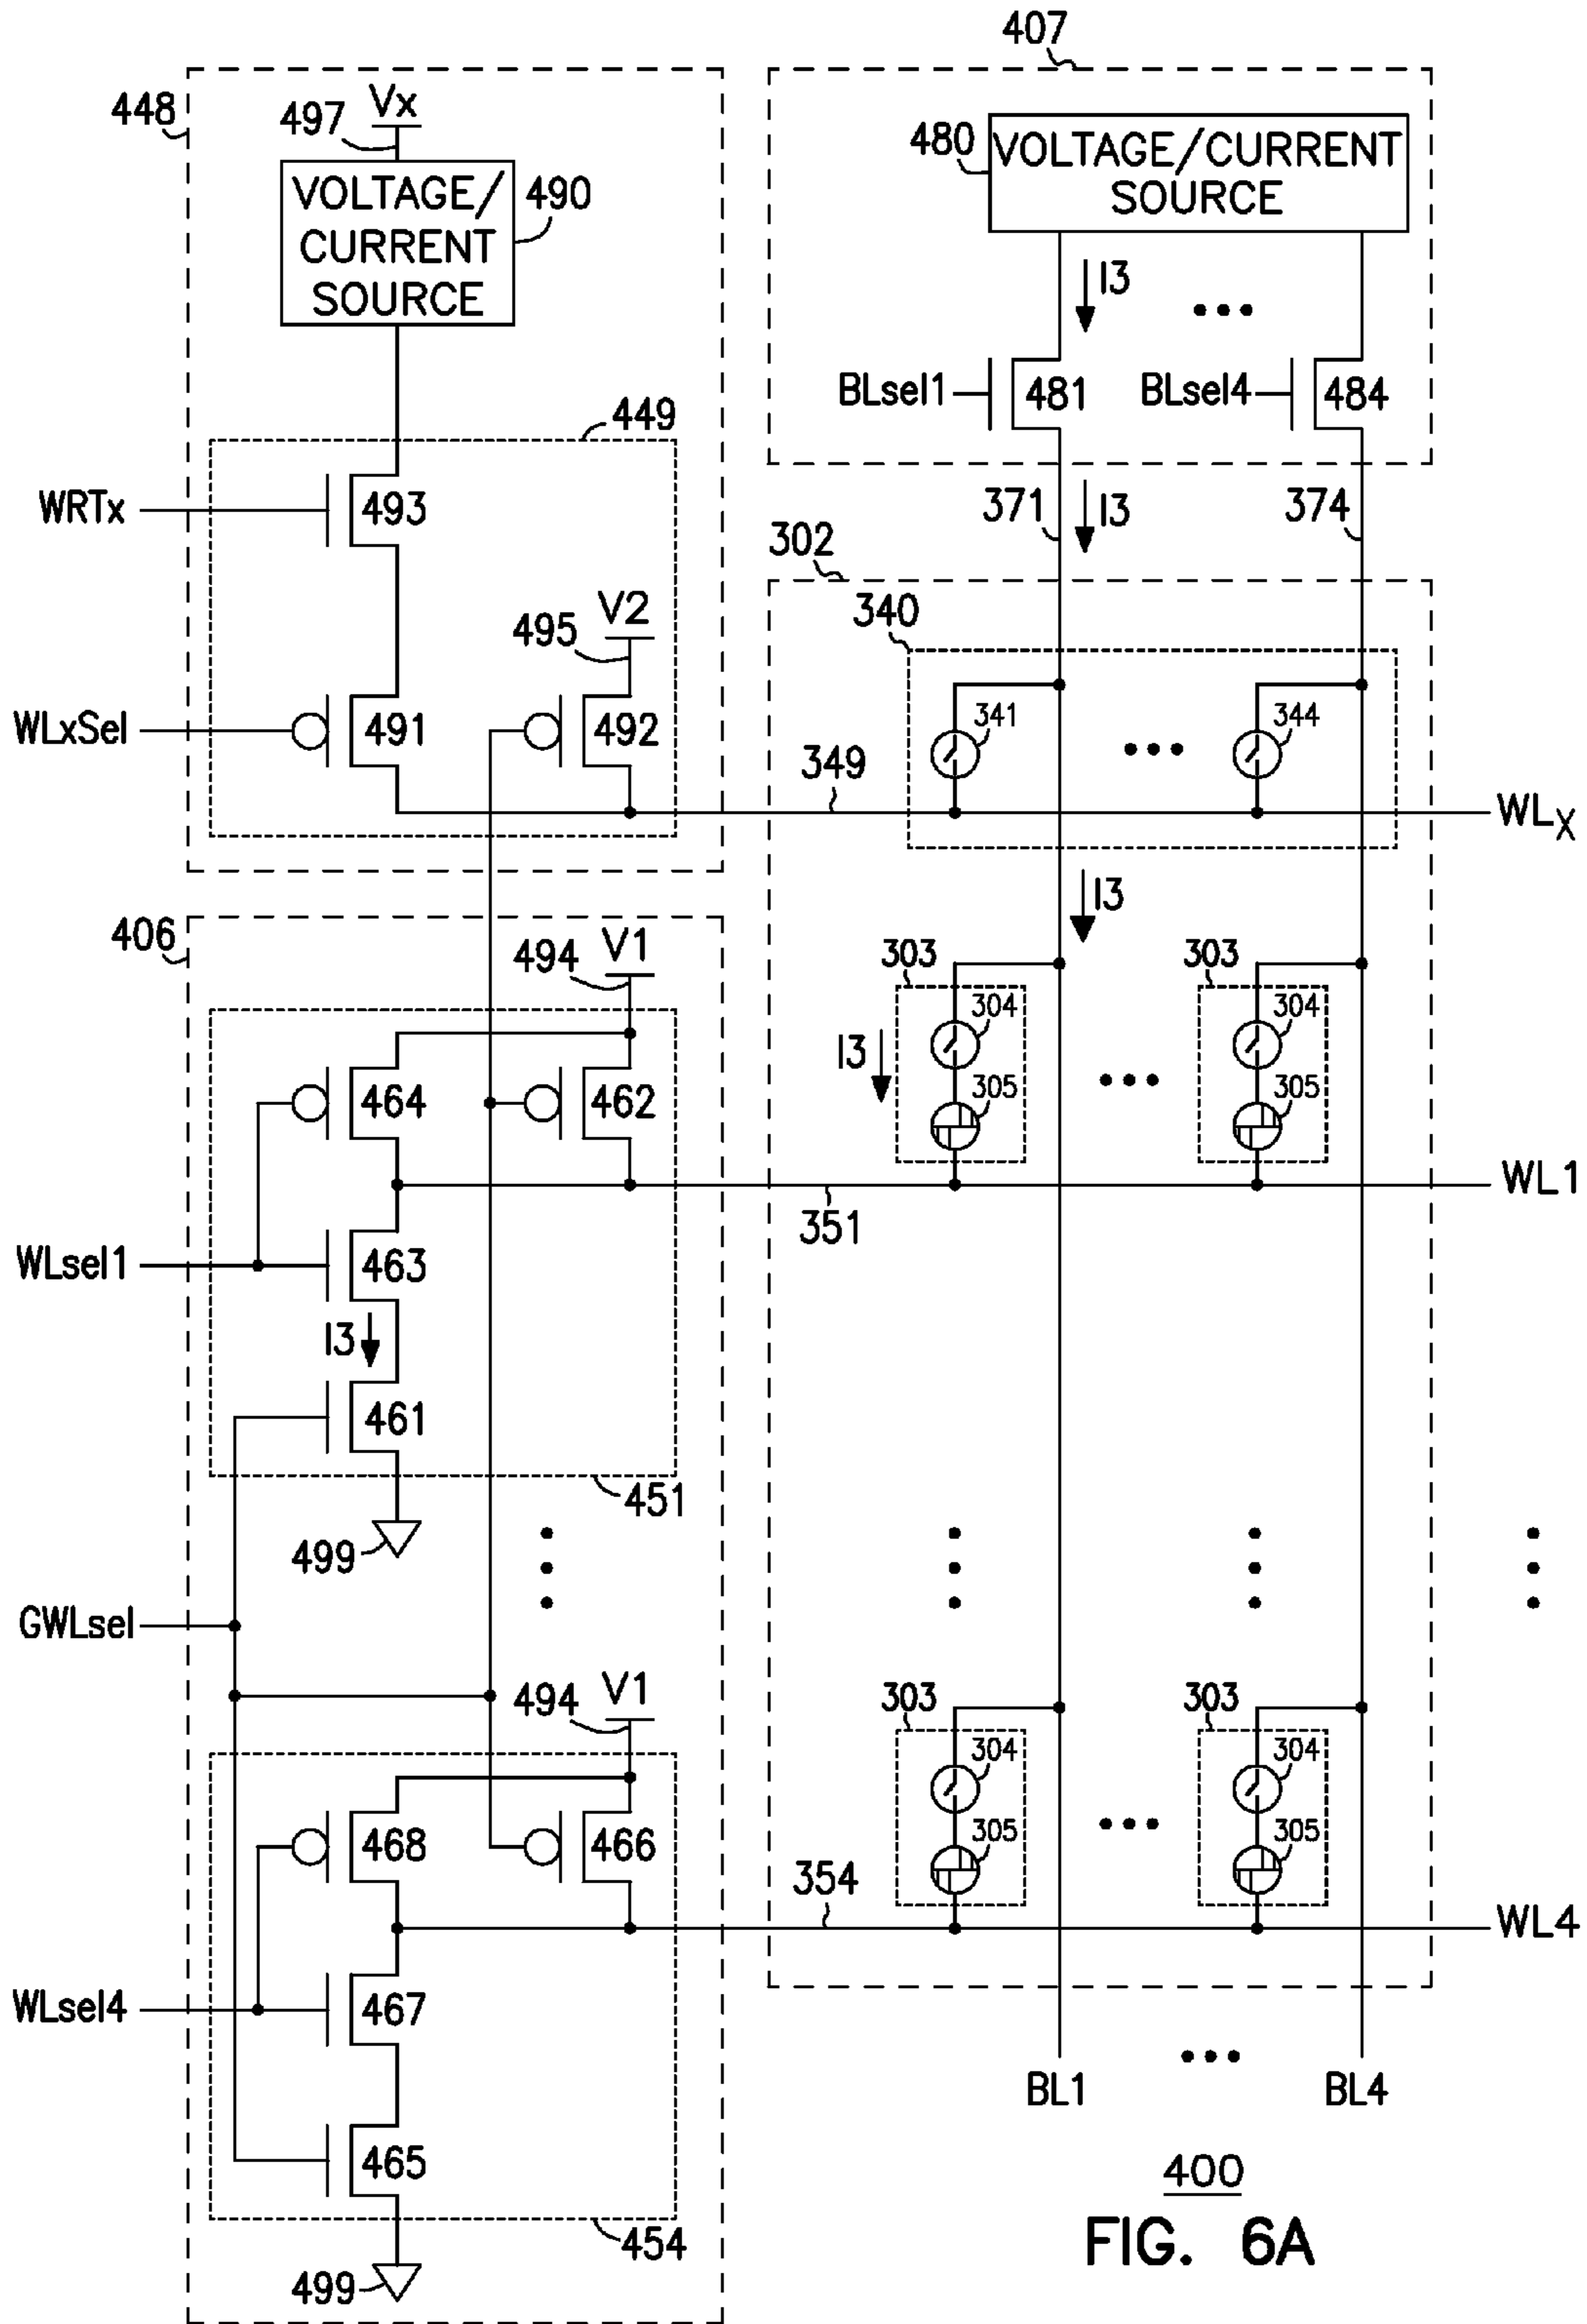 407
448
497
Vx
VOLTAGE/
CURRENT
SOURCE
490
480
VOLTAGE/CURRENT
SOURCE
I3
BLsel1
481
BLsel4
484
449
WRTx
493
371
I3
374
302
340
V2
495
WLxSel
491
492
341
344
349
WLX
I3
406
V1
494
303
303
304
304
464
462
I3
305
305
WL1
351
WLsel1
463
I3
461
451
499
GWLsel
V1
494
303
303
304
304
468
466
305
305
354
WL4
WLsel4
467
BL1
BL4
465
454
499
400
FIG. 6A